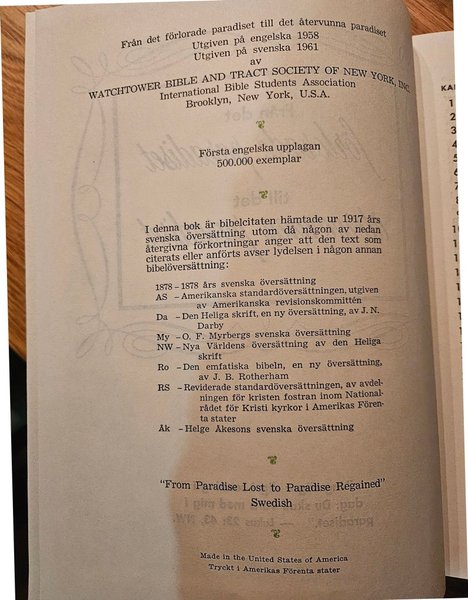 Från det förlorade paradiset till det återvunna paradiset
Utgiven på engelska 1958
Utgiven på svenska 1961
av
WATCHTOWER BIBLE AND TRACT SOCIETY OF NEW YORK, INC.
International Bible Students Association
Brooklyn, New York, U.S.A.
Första engelska upplagan
500.000 exemplar
I denna bok är bibelcitaten hämtade ur 1917 års
svenska översättning utom då någon av nedan
återgivna förkortningar anger att den text som
citerats eller anförts avser lydelsen i någon annan
bibelöversättning:
1878 – 1878 års svenska översättning
AS – Amerikanska standardöversättningen, utgiven
av Amerikanska revisionskommittén
Da – Den Heliga skrift, en ny översättning, av J. N.
Darby
My – O. F. Myrbergs svenska översättning
NW – Nya Världens översättning av den Heliga
skrift
Ro – Den emfatiska bibeln, en ny översättning,
av J. B. Rotherham
RS – Reviderade standardöversättningen, av avdel-
ningen för kristen fostran inom National-
rådet för Kristi kyrkor i Amerikas Förenta
stater
Åk – Helge Åkesons svenska översättning
"From Paradise Lost to Paradise Regained"
Swedish
Made in the United States of America
Tryckt i Amerikas Förenta stater
KA